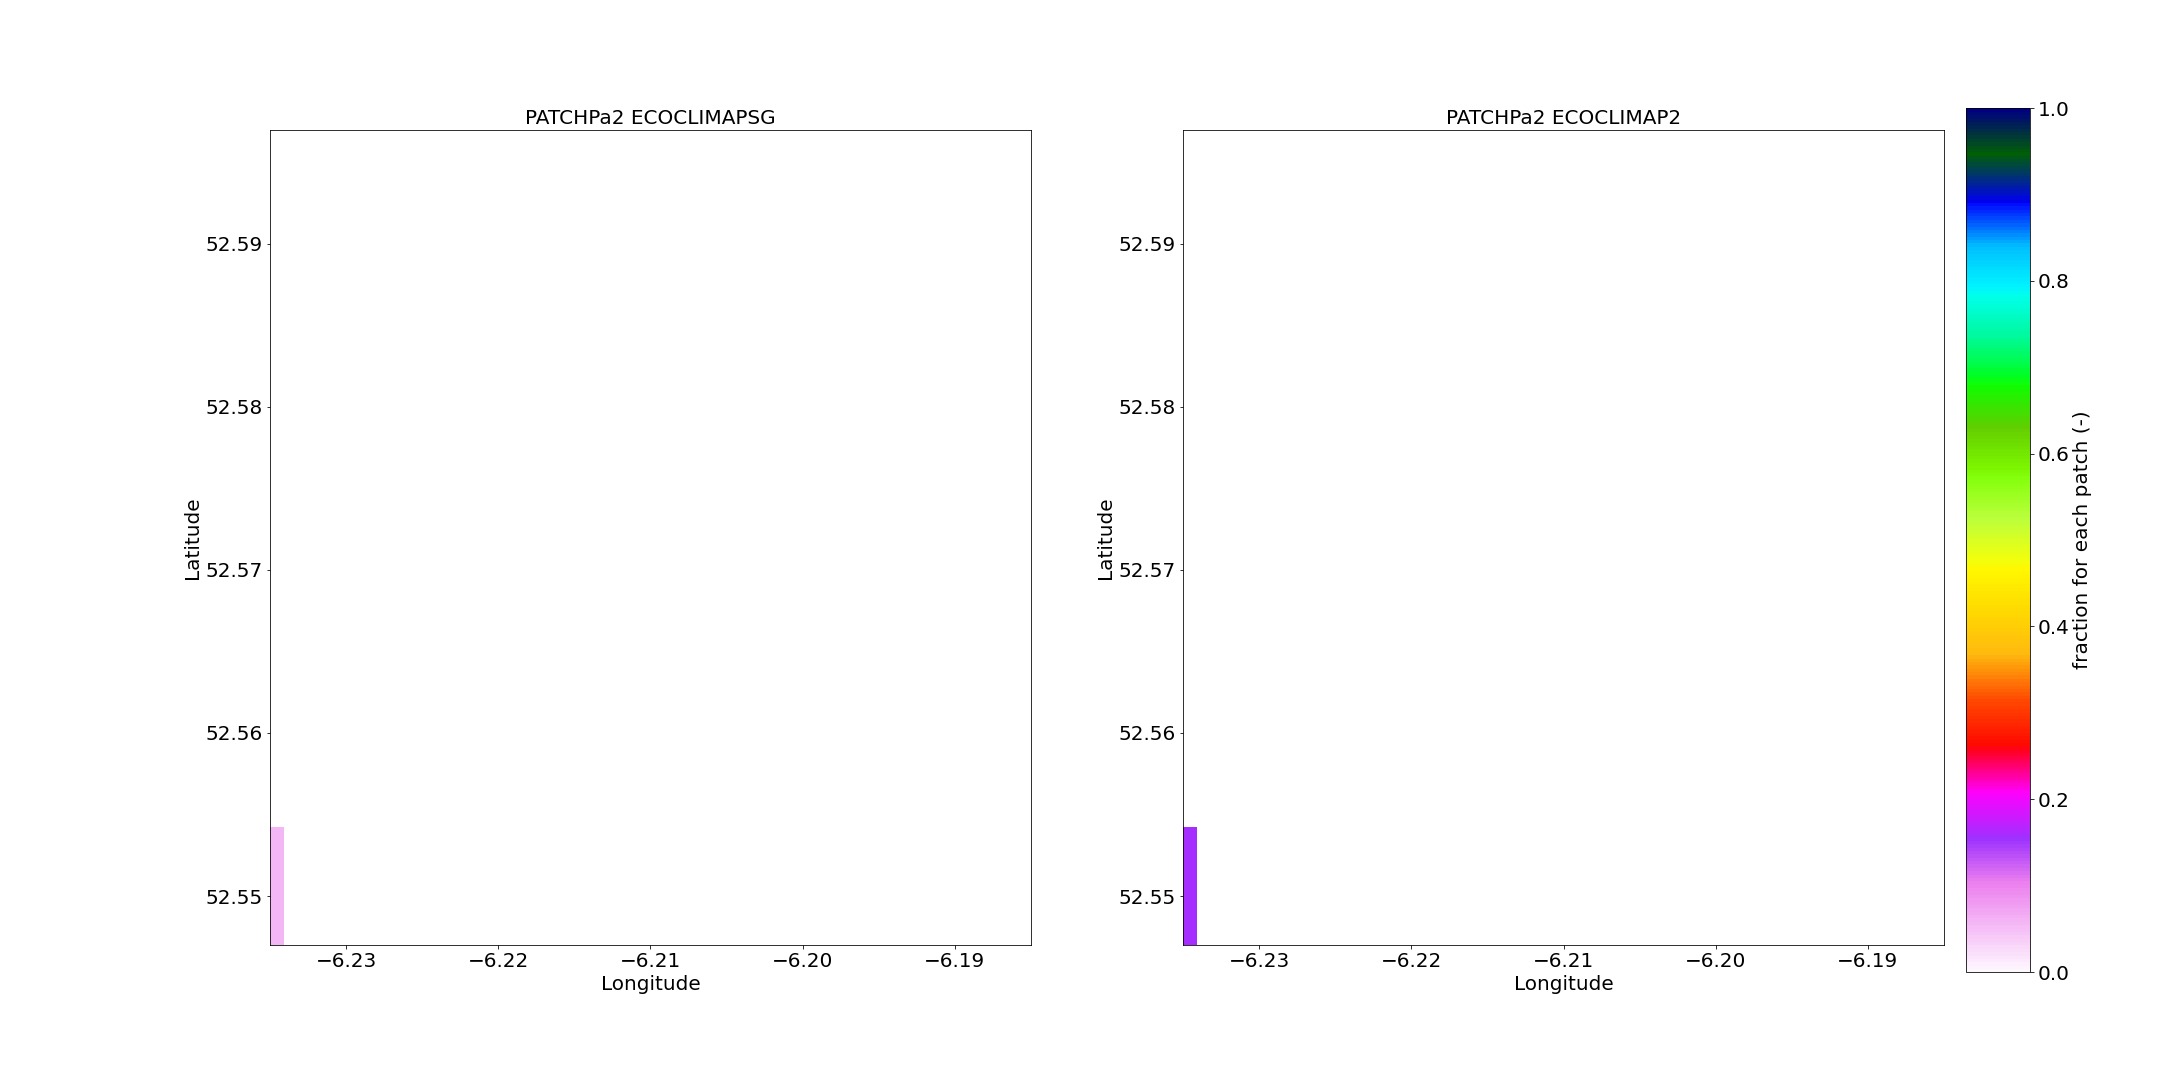 PATCHPa2 ECOCLIMAPSG
52.59
52.58
52.57
52.56
52.55
Latitude
−6.23 −6.22 −6.21 −6.20 −6.19
Longitude
PATCHPa2 ECOCLIMAP2
52.59
52.58
52.57
52.56
52.55
Latitude
−6.23 −6.22 −6.21 −6.20 −6.19
Longitude
1.0
0.8
0.6
0.4
0.2
0.0
fraction for each patch (-)